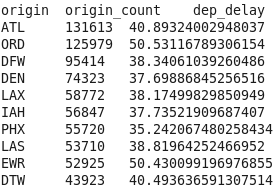 origin origin_count dep_delay
ATL 131613 40.89324002948037
ORD 125979 50.53116789306154
DFW 95414 38.34061039260486
DEN 74323 37.69886845256516
LAX 58772 38.17499829850949
IAH 56847 37.73521909687407
PHX 55720 35.242067480258434
LAS 53710 38.81964252466952
EWR 52925 50.430099196976855
DTW 43923 40.493636591307514